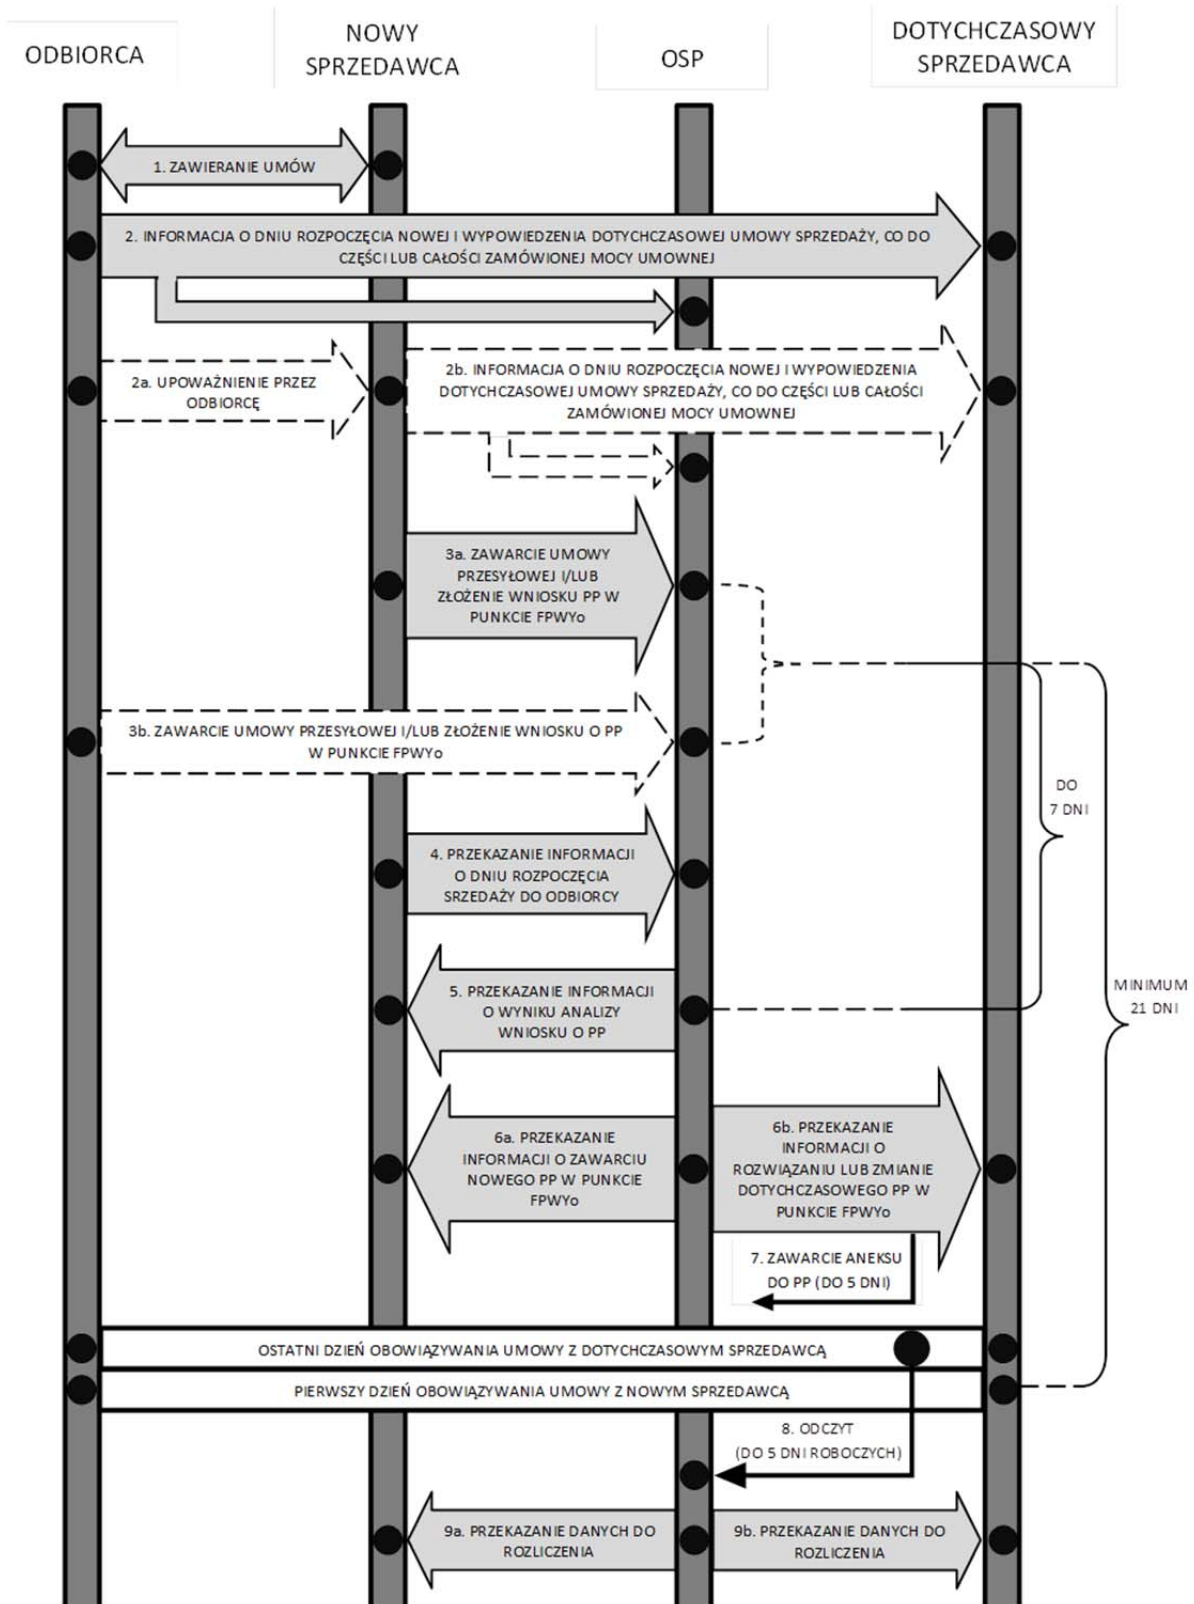 ODBIORCA
NOWY
SPRZEDAWCA
OSP
DOTYCHCZASOWY
SPRZEDAWCA
1. ZAWIERANIE UMÓW
2. INFORMACJA O DNIU ROZPOCZĘCIA NOWEJ I WYPOWIEDZENIA DOTYCHCZASOWEJ UMOWY SPRZEDAŻY, CO DO
CZĘŚCI LUB CAŁOŚCI ZAMÓWIONEJ MOCY UMOWNEJ
2a. UPOWAŻNIENIE PRZEZ
ODBIORCĘ
2b. INFORMACJA O DNIU ROZPOCZĘCIA NOWEJ I WYPOWIEDZENIA
DOTYCHCZASOWEJ UMOWY SPRZEDAŻY, CO DO CZĘŚCI LUB CAŁOŚCI
ZAMÓWIONEJ MOCY UMOWNEJ
3a. ZAWARCIE UMOWY
PRZESYŁOWEJ I/LUB
ZŁOŻENIE WNIOSKU PP W
PUNKCIE FPWYo
3b. ZAWARCIE UMOWY PRZESYŁOWEJ I/LUB ZŁOŻENIE WNIOSKU O PP
W PUNKCIE FPWYo
DO
7 DNI
4. PRZEKAZANIE INFORMACJI
O DNIU ROZPOCZĘCIA
SRZEDAŻY DO ODBIORCY
5. PRZEKAZANIE INFORMACJI
O WYNIKU ANALIZY
WNIOSKU O PP
MINIMUM
21 DNI
6a. PRZEKAZANIE
INFORMACJI O ZAWARCIU
NOWEGO PP W PUNKCIE
FPWYo
6b. PRZEKAZANIE
INFORMACJI O
ROZWIĄZANIU LUB ZMIANIE
DOTYCHCZASOWEGO PP W
PUNKCIE FPWYo
7. ZAWARCIE ANEKSU
DO PP (DO 5 DNI)
OSTATNI DZIEŃ OBOWIĄZYWANIA UMOWY Z DOTYCHCZASOWYM SPRZEDAWCĄ
PIERWSZY DZIEŃ OBOWIĄZYWANIA UMOWY Z NOWYM SPRZEDAWCĄ
8. ODCZYT
(DO 5 DNI ROBOCZYCH)
9a. PRZEKAZANIE DANYCH DO
ROZLICZENIA
9b. PRZEKAZANIE DANYCH DO
ROZLICZENIA